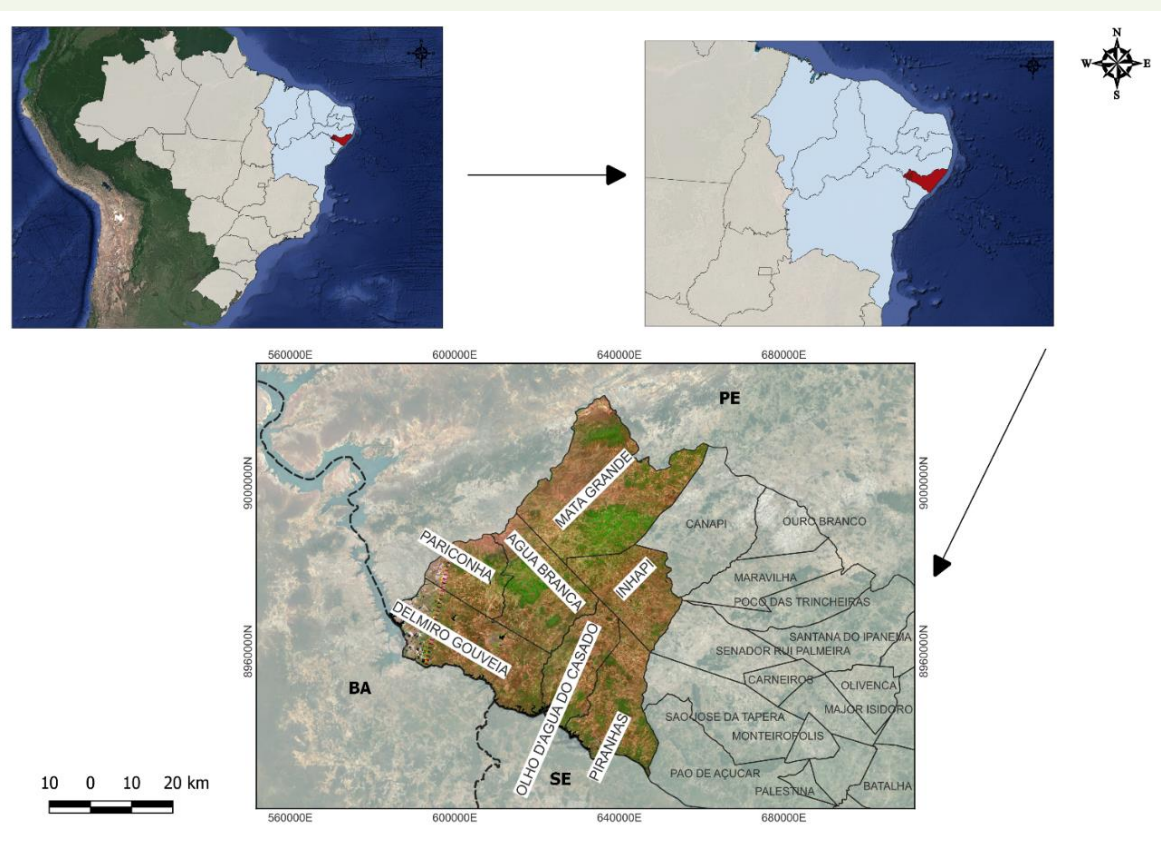 N
W E
S
560000E 600000E 640000E 680000E
PE
9000000N
9000000N
MATA GRANDE
CANAPI
OURO BRANCO
PARICONHA
AGUA BRANCA
INHAPI
MARAVILHA
POCO DAS TRINCHEIRAS
DELMIRO GOUVEIA
SANTANA DO IPANEMA
SENADOR RUI PALMEIRA
8960000N
8960000N
OLHO D'AGUA DO CASADO
CARNEIROS
OLIVENCA
BA
MAJOR ISIDORO
SAO JOSE DA TAPERA
MONTEIROPOLIS
PIRANHAS
SE
PAO DE AÇUCAR
PALESTINA
BATALHA
10 0 10 20 km
560000E 600000E 640000E 680000E